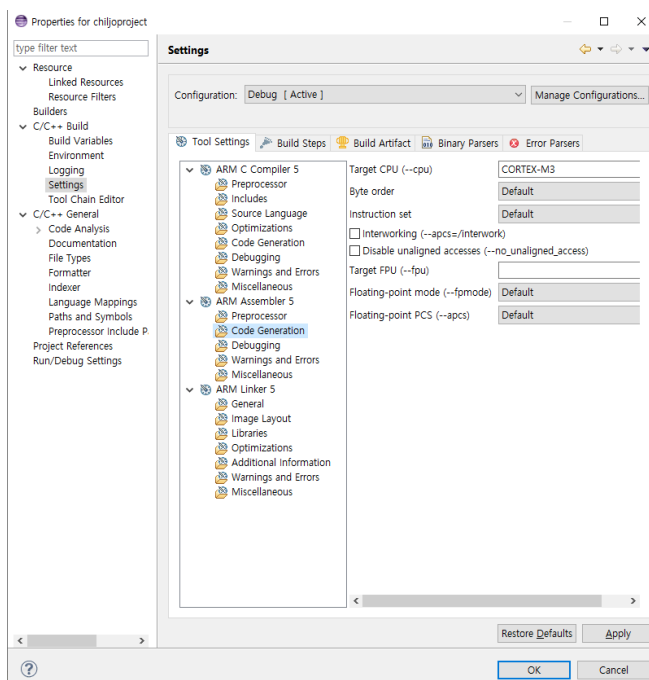 Properties for chiljoproject
type filter text
Settings
Resource
Linked Resources
Resource Filters
Builders
C/C++ Build
Build Variables
Environment
Logging
Settings
Tool Chain Editor
C/C++ General
Code Analysis
Documentation
File Types
Formatter
Indexer
Language Mappings
Paths and Symbols
Preprocessor Include P
Project References
Run/Debug Settings
Configuration: Debug [ Active ]
Manage Configurations...
Tool Settings Build Steps Build Artifact Binary Parsers Error Parsers
ARM C Compiler 5
Preprocessor
Includes
Source Language
Optimizations
Code Generation
Debugging
Warnings and Errors
Miscellaneous
ARM Assembler 5
Preprocessor
Code Generation
Debugging
Warnings and Errors
Miscellaneous
ARM Linker 5
General
Image Layout
Libraries
Optimizations
Additional Information
Warnings and Errors
Miscellaneous
Target CPU (--cpu) CORTEX-M3
Byte order Default
Instruction set Default
Interworking (--apcs=/interwork)
Disable unaligned accesses (--no_unaligned_access)
Target FPU (--fpu)
Floating-point mode (--fpmode) Default
Floating-point PCS (--apcs) Default
Restore Defaults Apply
? OK Cancel